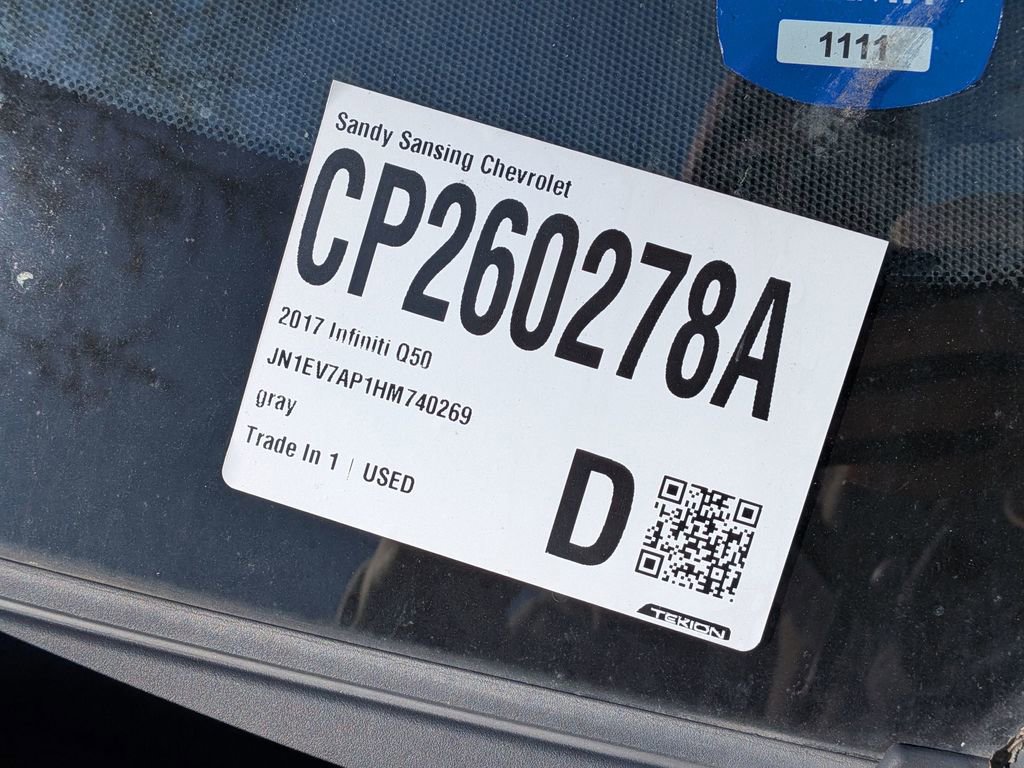 1111
Sandy Sansing Chevrolet
CP260278A
2017 Infiniti Q50
JN1EV7AP1HM740269
gray
Trade In 1 | USED
D
TEKION